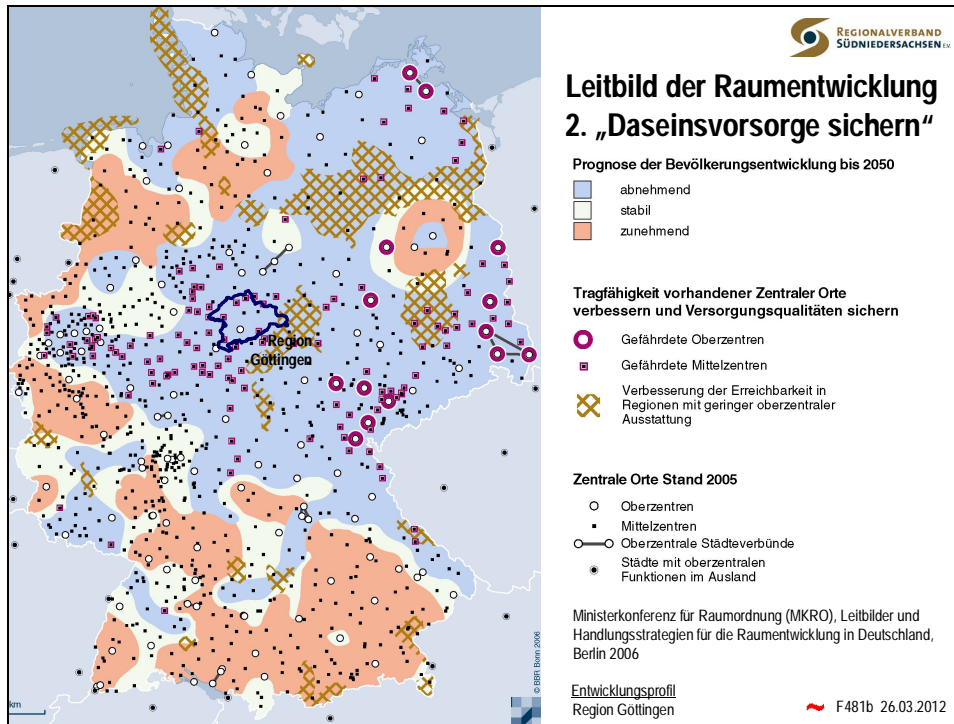 REGIONALVERBAND
SÜDNIEDERSACHSEN E.V.
Leitbild der Raumentwicklung
2. „Daseinsvorsorge sichern“
Prognose der Bevölkerungsentwicklung bis 2050
abnehmend
stabil
zunehmend
Tragfähigkeit vorhandener Zentraler Orte
verbessern und Versorgungsqualitäten sichern
Gefährdete Oberzentren
Gefährdete Mittelzentren
Verbesserung der Erreichbarkeit in
Regionen mit geringer oberzentraler
Ausstattung
Zentrale Orte Stand 2005
Oberzentren
Mittelzentren
Oberzentrale Städteverbünde
Städte mit oberzentralen
Funktionen im Ausland
Ministerkonferenz für Raumordnung (MKRO), Leitbilder und
Handlungsstrategien für die Raumentwicklung in Deutschland,
Berlin 2006
Entwicklungsprofil
Region Göttingen
F481b 26.03.2012
Region
Göttingen
km
© BBR Bonn 2006